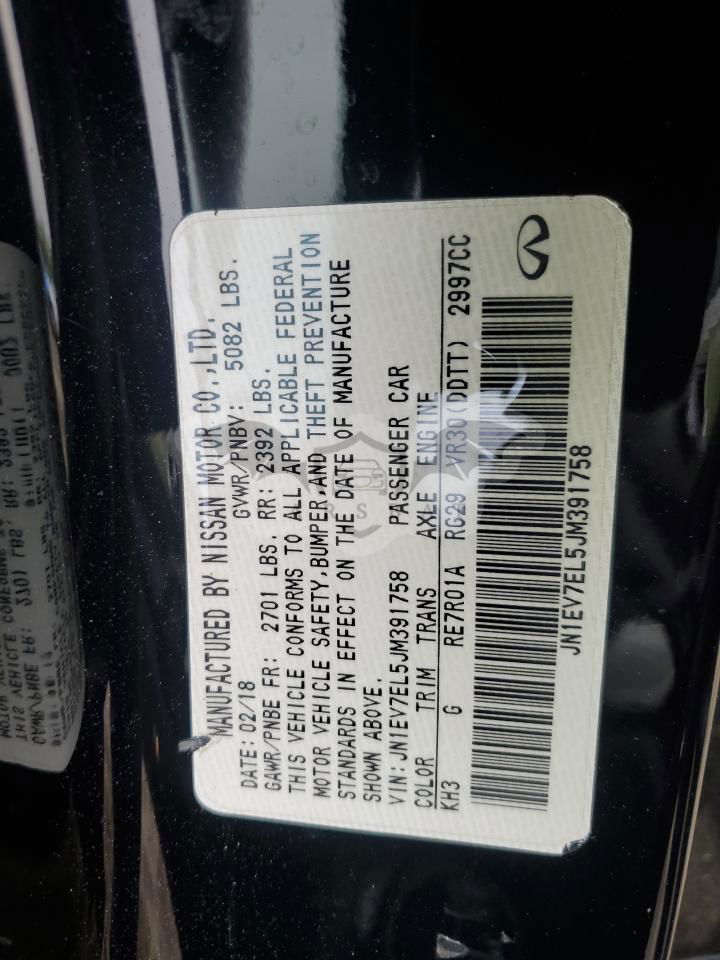 MANUFACTURED BY NISSAN MOTOR CO.,LTD.
DATE: 02/18 GVWR/PNBV: 5082 LBS.
GAWR/PNBE FR: 2701 LBS. RR: 2392 LBS.
THIS VEHICLE CONFORMS TO ALL APPLICABLE FEDERAL
MOTOR VEHICLE SAFETY,BUMPER,AND THEFT PREVENTION
STANDARDS IN EFFECT ON THE DATE OF MANUFACTURE
SHOWN ABOVE.
VIN: JN1EV7EL5JM391758 PASSENGER CAR
COLOR TRIM TRANS AXLE ENGINE
KH3 G RE7R01A RC29 VR30(DDTT) 2997CC
JN1EV7EL5JM391758